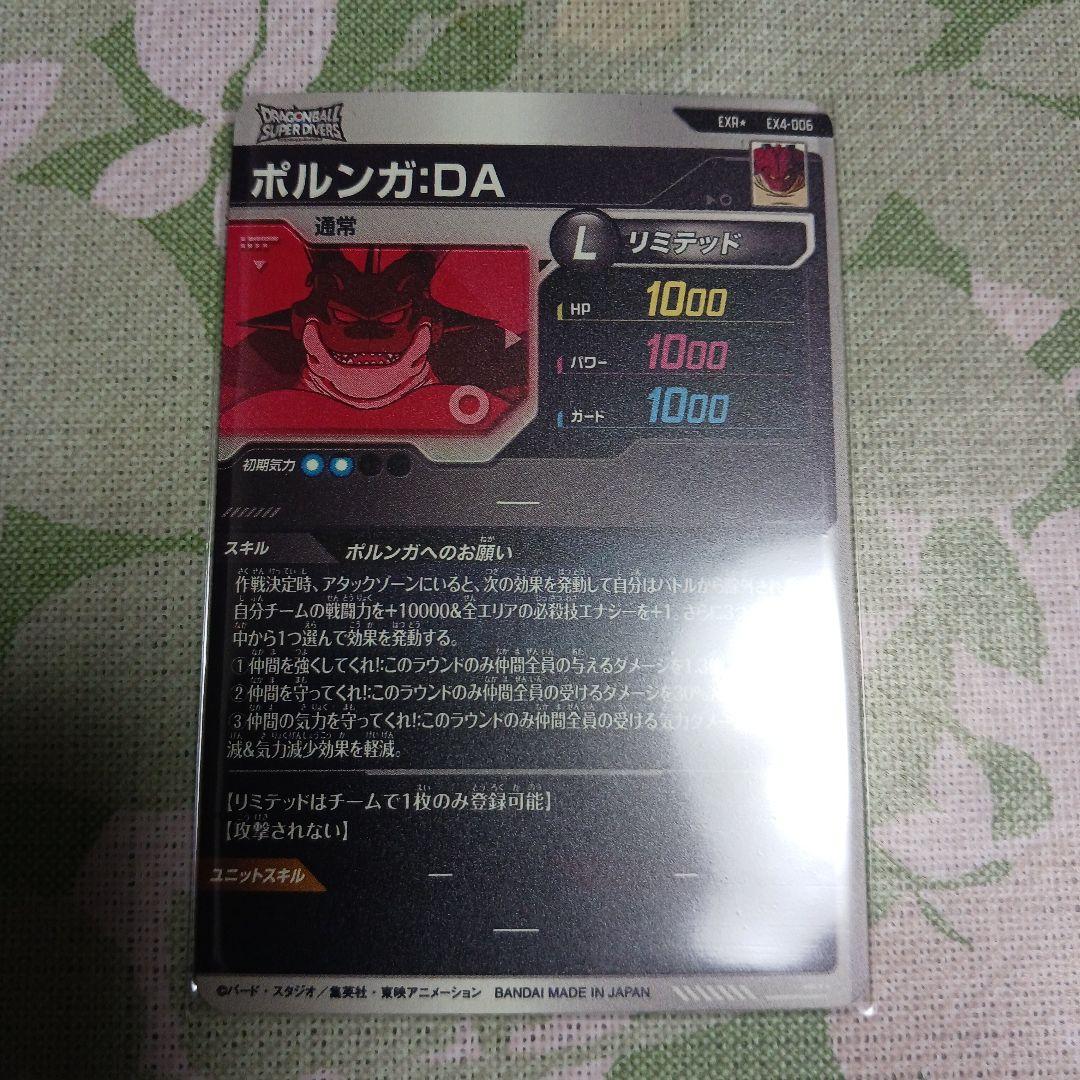 DRAGONBALL
SUPER DIVERS
EXR★ EX4-006
ポルンガ:DA
通常
L リミテッド
HP 1000
パワー 1000
ガード 1000
初期気力
スキル ポルンガへのお願い
作戦決定時、アタックゾーンにいると、次の効果を発動して自分はバトルから
自分チームの戦闘力を+10000&全エリアの必殺技エナジーを+1。さらに3つ
中から1つ選んで効果を発動する。
①仲間を強くしてくれ!:このラウンドのみ仲間全員の与えるダメージを1.3
②仲間を守ってくれ!:このラウンドのみ仲間全員の受けるダメージを30%
③仲間の気力を守ってくれ!:このラウンドのみ仲間全員の受ける気力ダメー
減&気力減少効果を軽減。
【リミテッドはチームで1枚のみ登録可能】
【攻撃されない】
ユニットスキル
©バード・スタジオ／集英社・東映アニメーション BANDAI MADE IN JAPAN